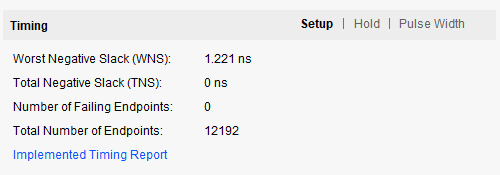 Timing Setup | Hold | Pulse Width
Worst Negative Slack (WNS): 1.221 ns
Total Negative Slack (TNS): 0 ns
Number of Failing Endpoints: 0
Total Number of Endpoints: 12192
Implemented Timing Report